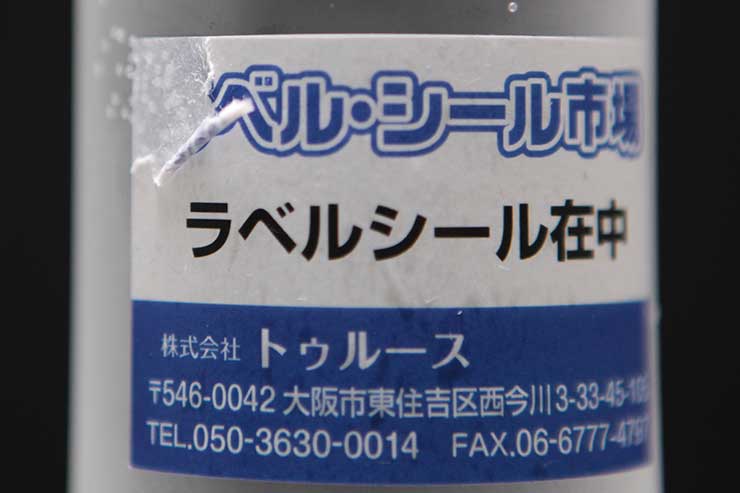 ベル・シール市場
ラベルシール在中
株式会社 トゥルース
〒546-0042 大阪市東住吉区西今川3-33-45-10
TEL.050-3630-0014 FAX.06-6777-479